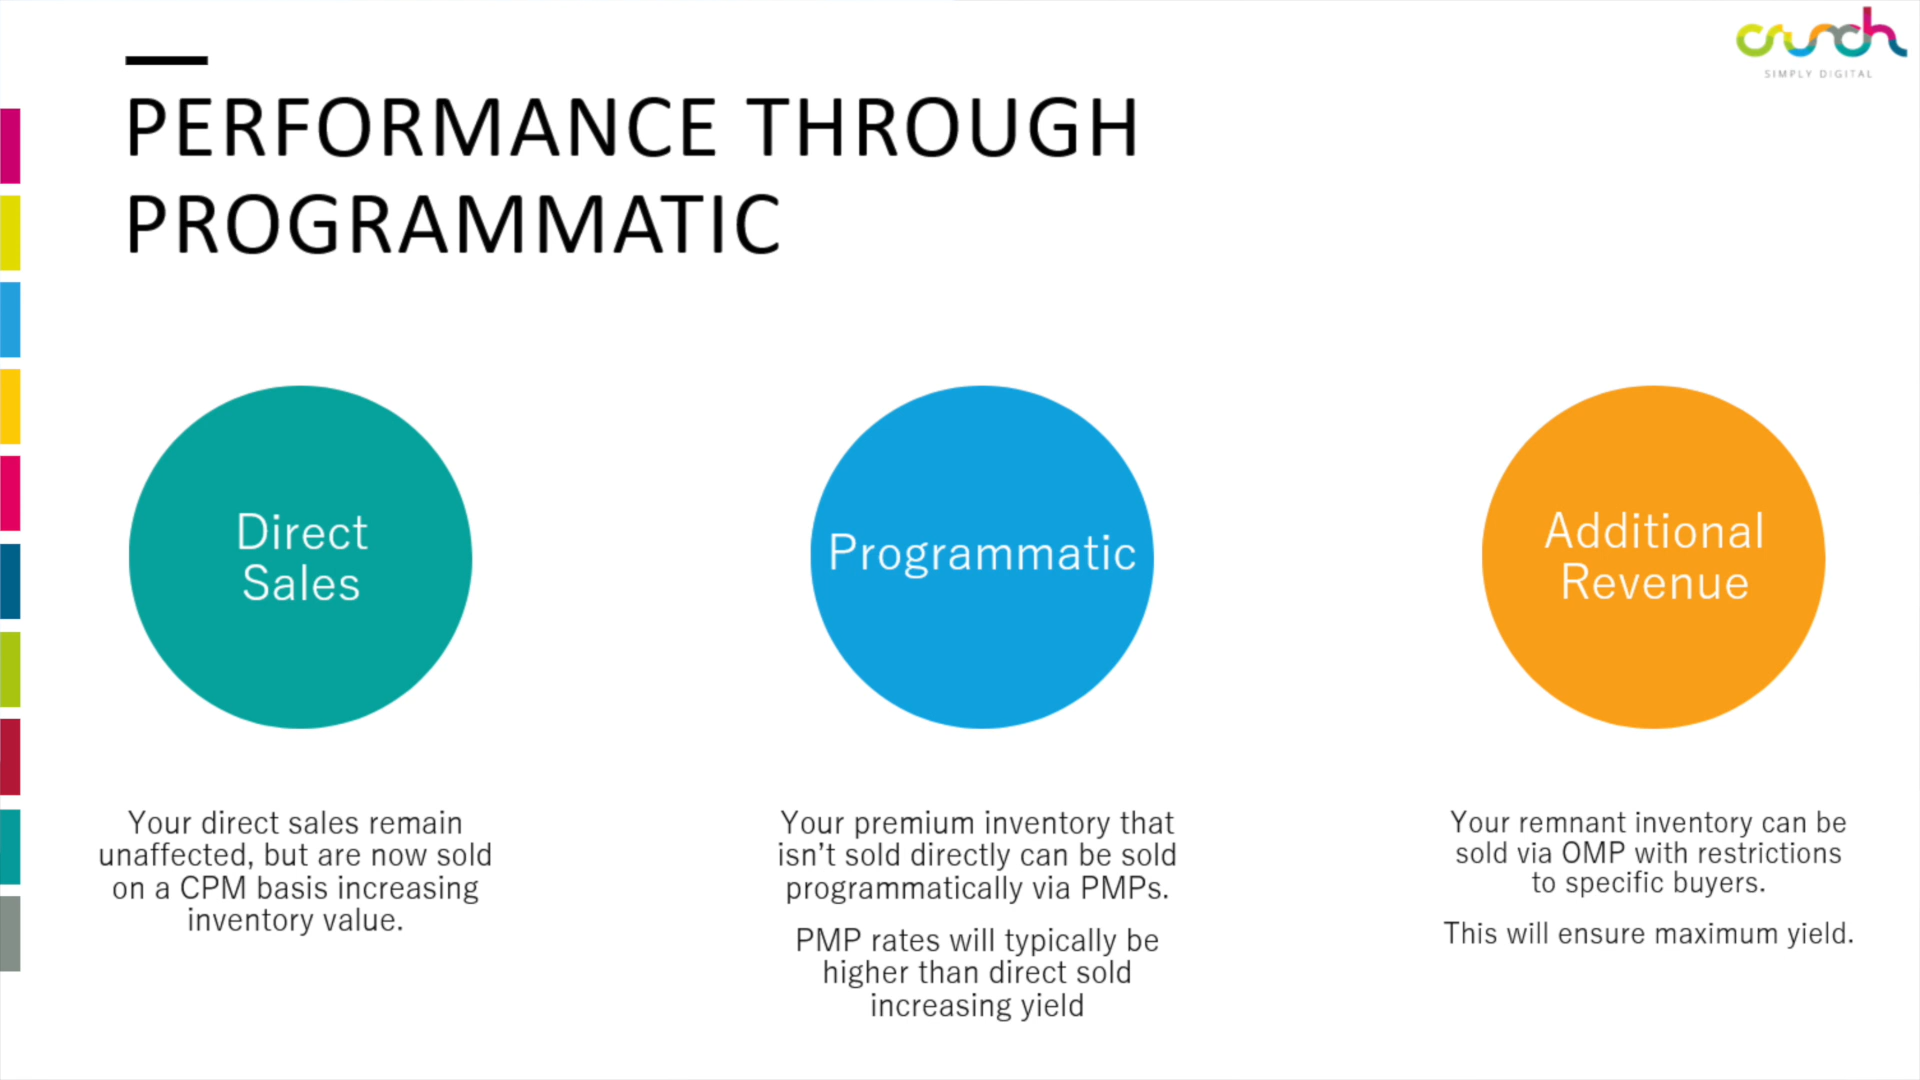 crunch
SIMPLY DIGITAL
PERFORMANCE THROUGH
PROGRAMMATIC
Direct
Sales
Programmatic
Additional
Revenue
Your direct sales remain
unaffected, but are now sold
on a CPM basis increasing
inventory value.
Your premium inventory that
isn't sold directly can be sold
programmatically via PMPs.
PMP rates will typically be
higher than direct sold
increasing yield
Your remnant inventory can be
sold via OMP with restrictions
to specific buyers.
This will ensure maximum yield.